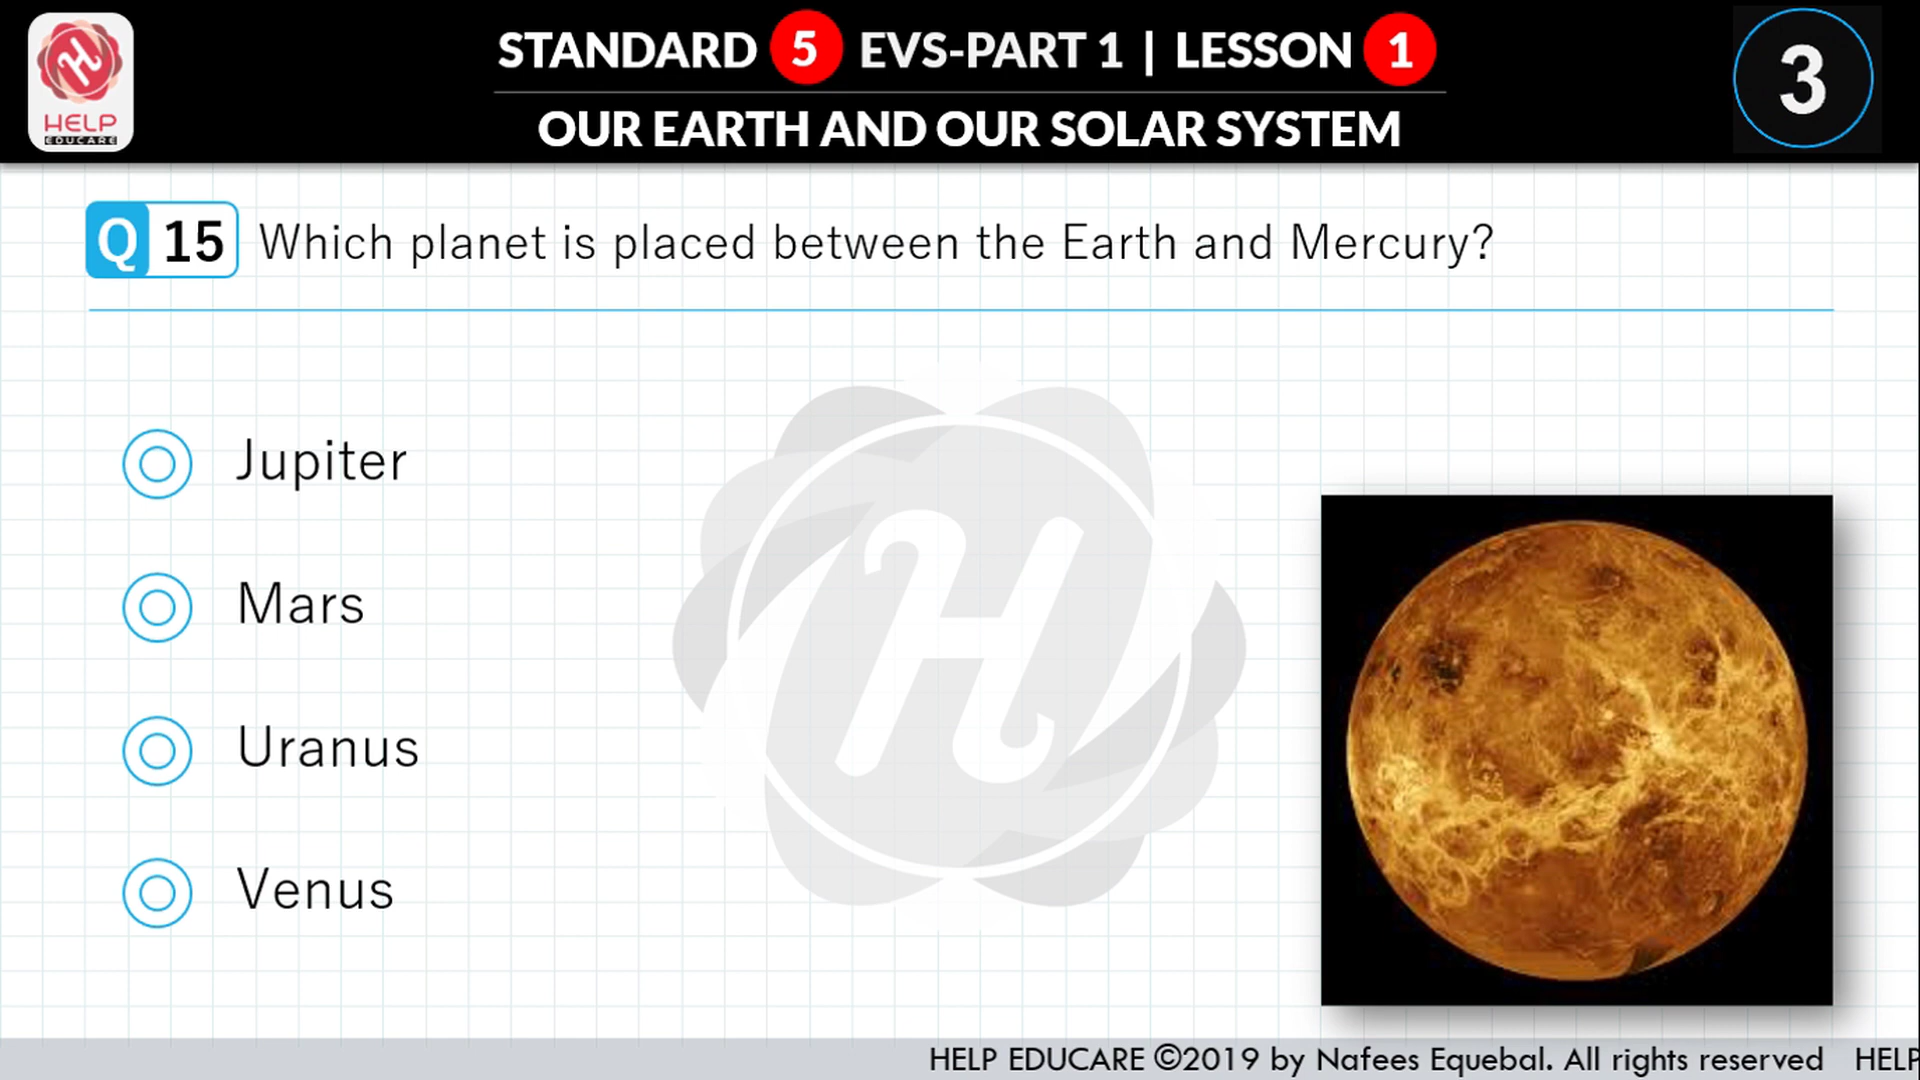 HELP
EDUCARE
STANDARD 5 EVS-PART 1 | LESSON 1
OUR EARTH AND OUR SOLAR SYSTEM
3
Q 15 Which planet is placed between the Earth and Mercury?
Jupiter
Mars
Uranus
Venus
HELP EDUCARE ©2019 by Nafees Equebal. All rights reserved HELP